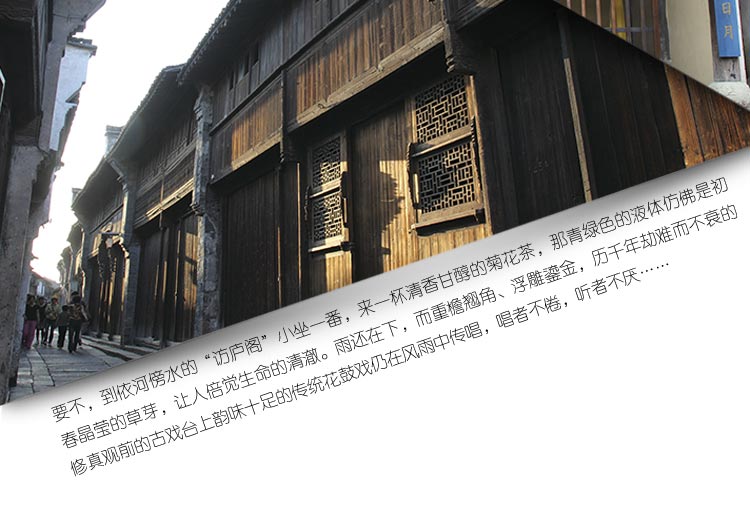 日月
要不，到依河傍水的“访庐阁”小坐一番，来一杯清香甘醇的菊花茶，那青绿色的液体仿佛是初
春晶莹的草芽，让人倍觉生命的清澈。雨还在下，而重檐翘角、浮雕鎏金，历千年劫难而不衰的
修真观前的古戏台上韵味十足的传统花鼓戏仍在风雨中传唱，唱者不倦，听者不厌……